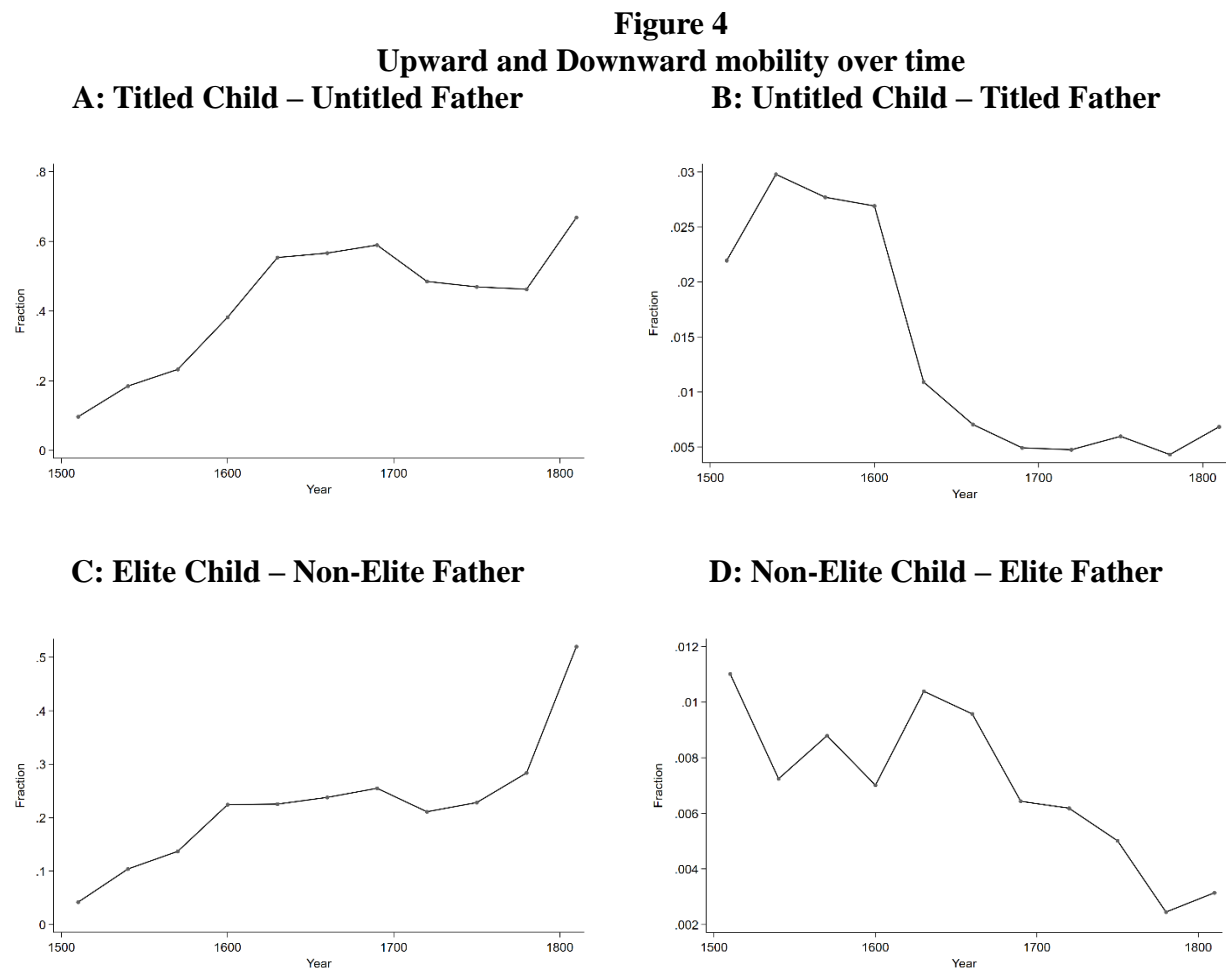 Figure 4
Upward and Downward mobility over time
A: Titled Child – Untitled Father
B: Untitled Child – Titled Father
.8
.6
.4
.2
0
Fraction
1500 1600 1700 1800
Year
.03
.025
.02
.015
.01
.005
Fraction
1500 1600 1700 1800
Year
C: Elite Child – Non-Elite Father
D: Non-Elite Child – Elite Father
.5
.4
.3
.2
.1
0
Fraction
1500 1600 1700 1800
Year
.012
.01
.008
.006
.004
.002
Fraction
1500 1600 1700 1800
Year